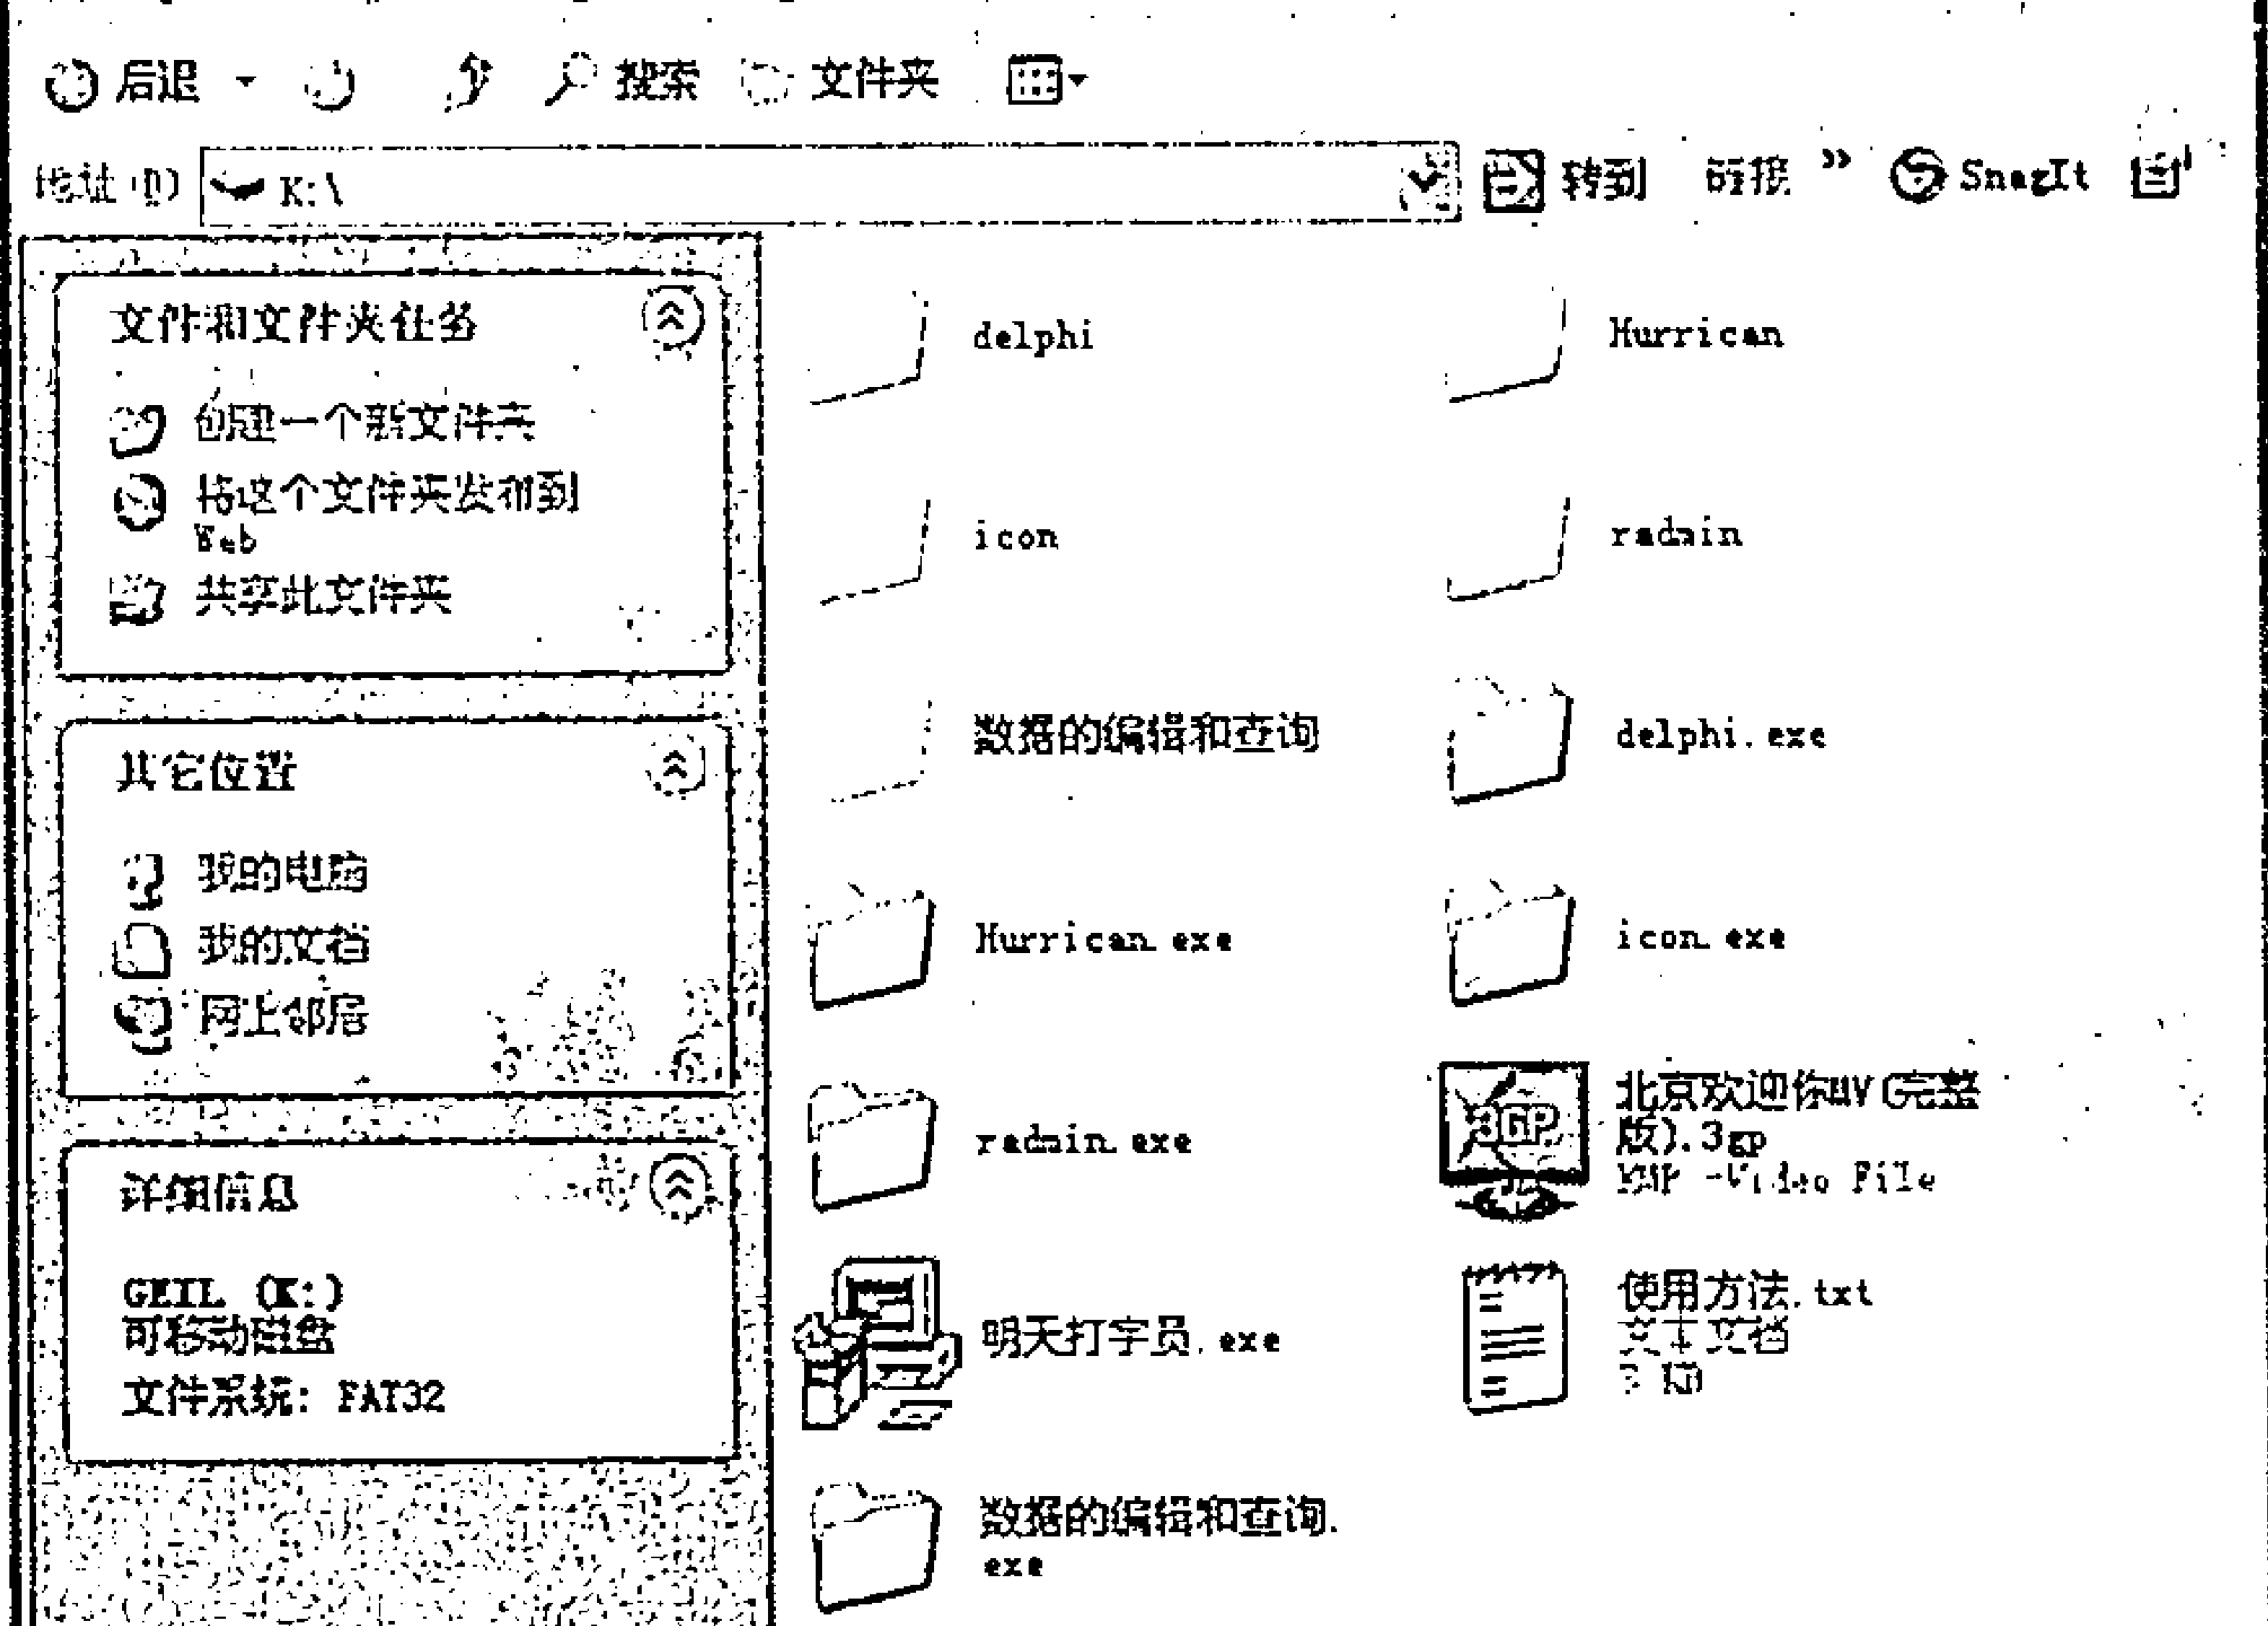 后退 搜索 文件夹
地址(D) K:\ 转到 链接 » SnagIt
文件和文件夹任务
创建一个新文件夹
将这个文件夹发布到
Web
共享此文件夹
其它位置
我的电脑
我的文档
网上邻居
详细信息
GEIL (K:)
可移动磁盘
文件系统: FAT32
delphi
Hurrican
icon
radmin
数据的编辑和查询
delphi.exe
Hurrican.exe
icon.exe
radmin.exe
3GP
北京欢迎你MV(完整
版).3gp
Video File
明天打字员.exe
使用方法.txt
文本文档
数据的编辑和查询.
exe